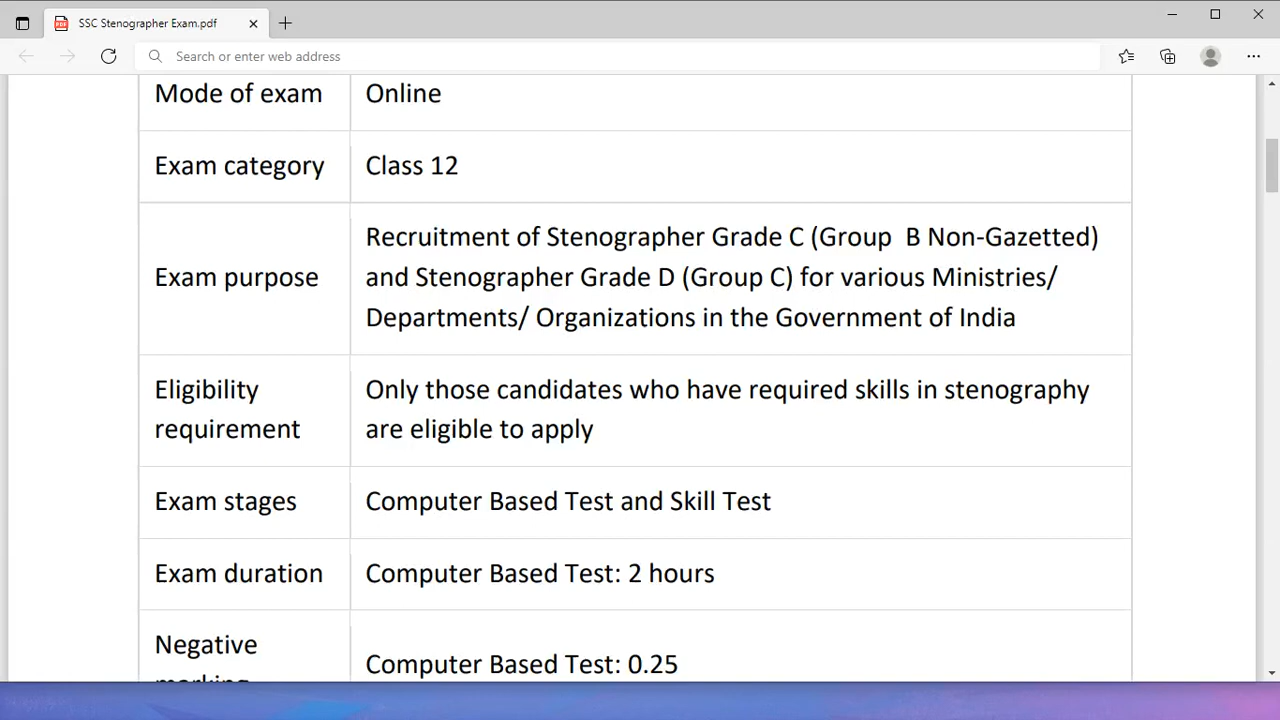 SSC Stenographer Exam.pdf
Search or enter web address
Mode of exam
Online
Exam category
Class 12
Exam purpose
Recruitment of Stenographer Grade C (Group B Non-Gazetted)
and Stenographer Grade D (Group C) for various Ministries/
Departments/ Organizations in the Government of India
Eligibility
requirement
Only those candidates who have required skills in stenography
are eligible to apply
Exam stages
Computer Based Test and Skill Test
Exam duration
Computer Based Test: 2 hours
Negative
marking
Computer Based Test: 0.25